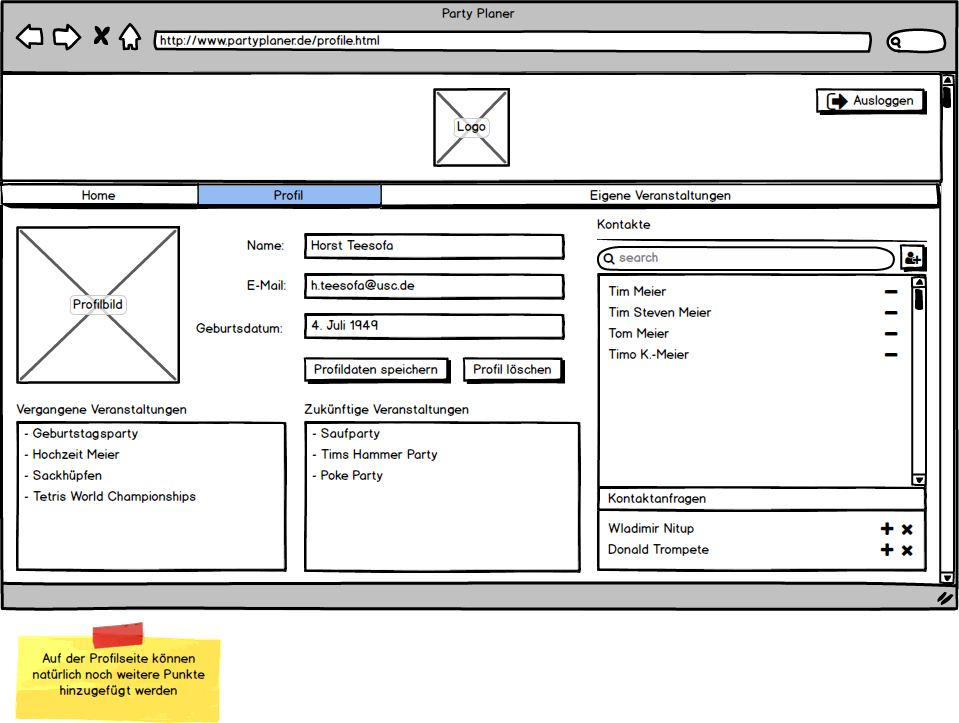 Party Planer
http://www.partyplaner.de/profile.html
Logo
Ausloggen
Home
Profil
Eigene Veranstaltungen
Profilbild
Name:
Horst Teesofa
E-Mail:
h.teesofa@usc.de
Geburtsdatum:
4. Juli 1949
Profildaten speichern
Profil löschen
Vergangene Veranstaltungen
- Geburtstagsparty
- Hochzeit Meier
- Sackhüpfen
- Tetris World Championships
Zukünftige Veranstaltungen
- Saufparty
- Tims Hammer Party
- Poke Party
Kontakte
search
Tim Meier
Tim Steven Meier
Tom Meier
Timo K.-Meier
Kontaktanfragen
Wladimir Nitup
Donald Trompete
Auf der Profilseite können
natürlich noch weitere Punkte
hinzugefügt werden